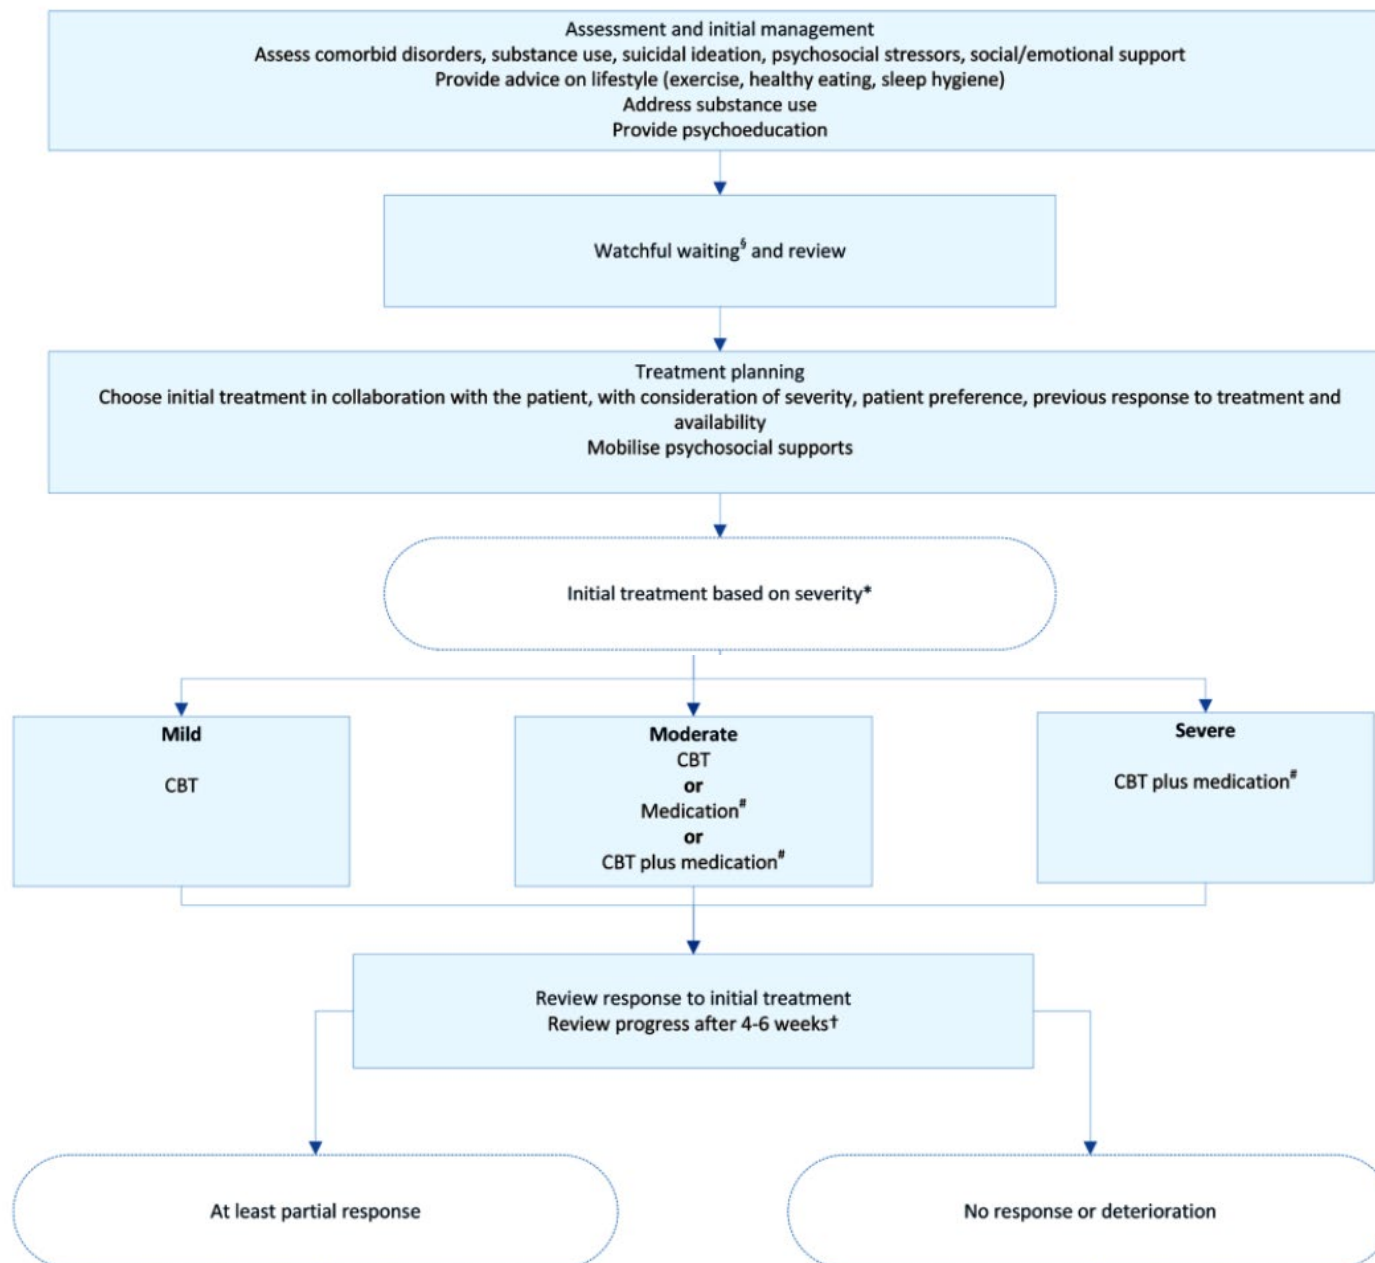 Assessment and initial management
Assess comorbid disorders, substance use, suicidal ideation, psychosocial stressors, social/emotional support
Provide advice on lifestyle (exercise, healthy eating, sleep hygiene)
Address substance use
Provide psychoeducation
Watchful waiting§ and review
Treatment planning
Choose initial treatment in collaboration with the patient, with consideration of severity, patient preference, previous response to treatment and
availability
Mobilise psychosocial supports
Initial treatment based on severity*
Mild
CBT
Moderate
CBT
or
Medication#
or
CBT plus medication#
Severe
CBT plus medication#
Review response to initial treatment
Review progress after 4-6 weeks†
At least partial response
No response or deterioration